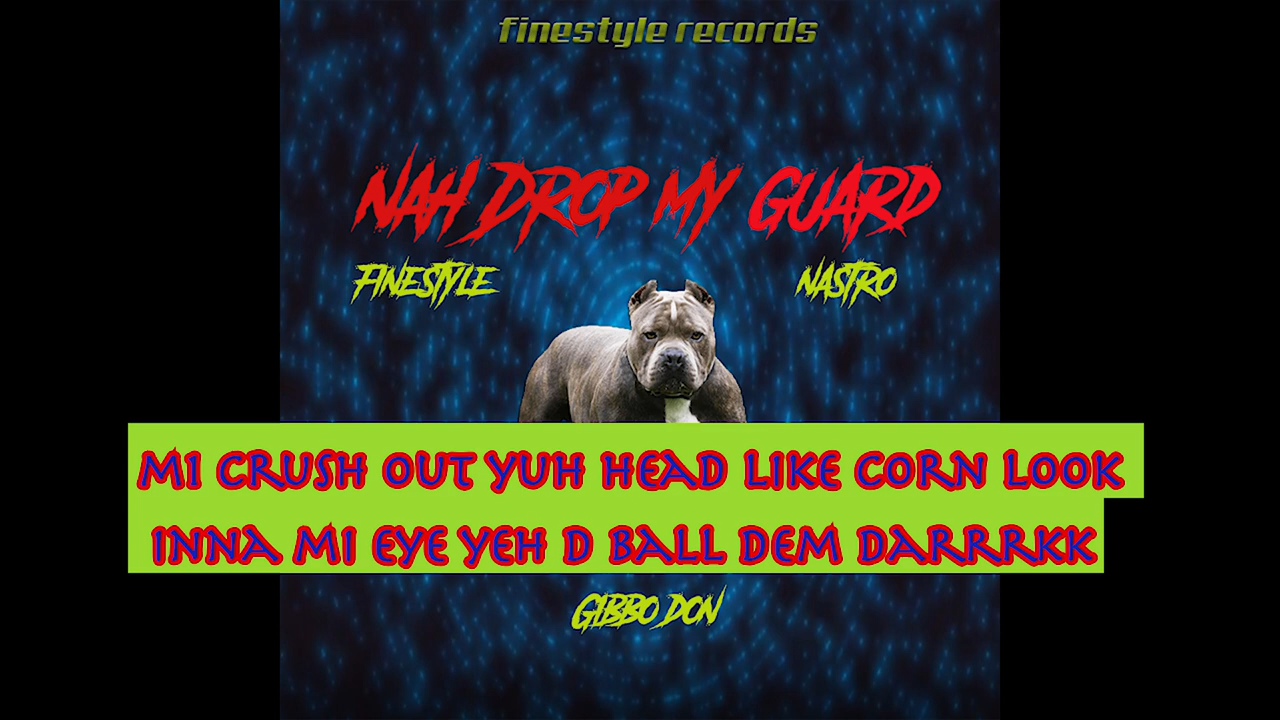 finestyle records
NAH DROP MY GUARD
FINESTYLE NASTRO
MI CRUSH OUT YUH HEAD LIKE CORN LOOK
INNA MI EYE YEH D BALL DEM DARRRKK
GIBBO DON